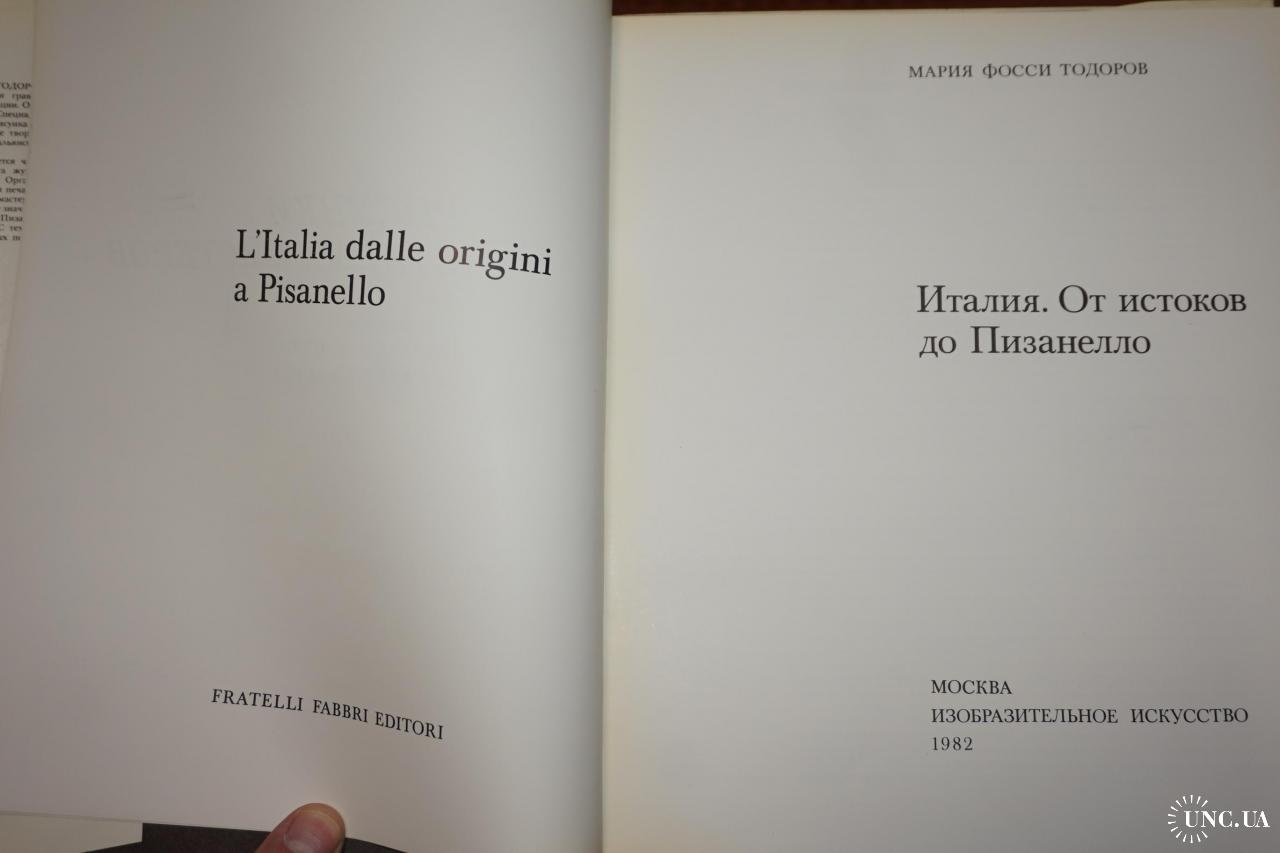 L'Italia dalle origini
a Pisanello
FRATELLI FABBRI EDITORI
МАРИЯ ФОССИ ТОДОРОВ
Италия. От истоков
до Пизанелло
МОСКВА
ИЗОБРАЗИТЕЛЬНОЕ ИСКУССТВО
1982
UNC.UA